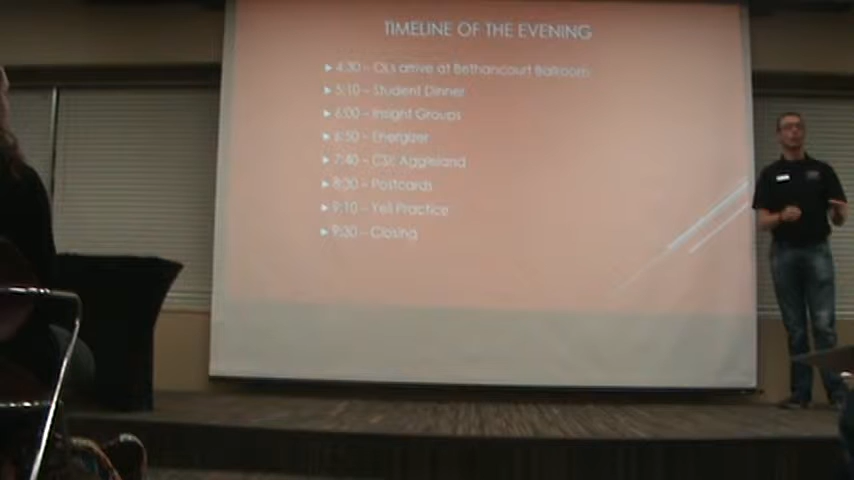 TIMELINE OF THE EVENING
4:30 – OLs arrive at Bethancourt Ballroom
5:10 – Student Dinner
6:00 – Insight Groups
6:50 – Energizer
7:40 – CSI: Aggieland
8:30 – Postcards
9:10 – Yell Practice
9:30 – Closing